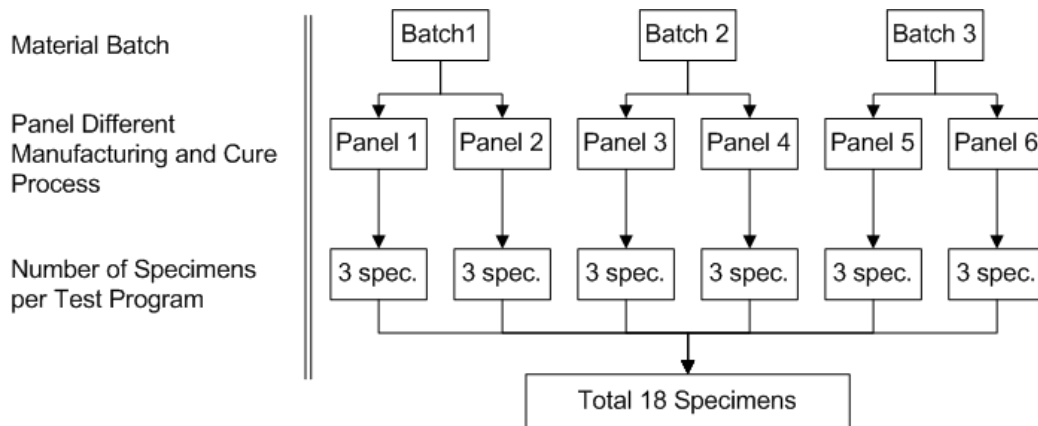 Material Batch
Batch1
Batch 2
Batch 3
Panel Different
Manufacturing and Cure
Process
Panel 1
Panel 2
Panel 3
Panel 4
Panel 5
Panel 6
Number of Specimens
per Test Program
3 spec.
3 spec.
3 spec.
3 spec.
3 spec.
3 spec.
Total 18 Specimens